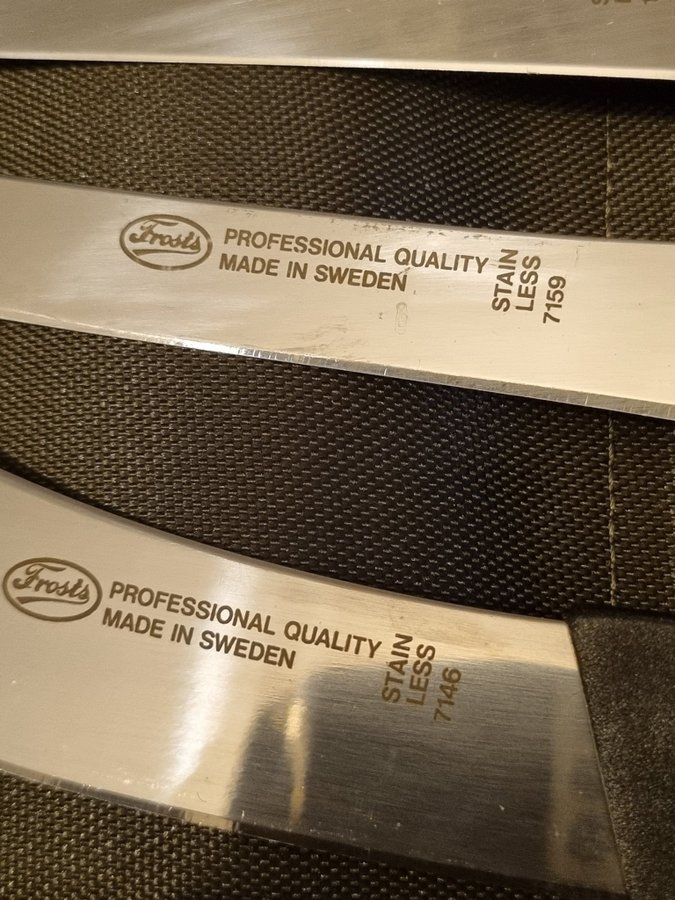 Frosts
PROFESSIONAL QUALITY
MADE IN SWEDEN
STAIN
LESS
7159
Frosts
PROFESSIONAL QUALITY
MADE IN SWEDEN
STAIN
LESS
7146